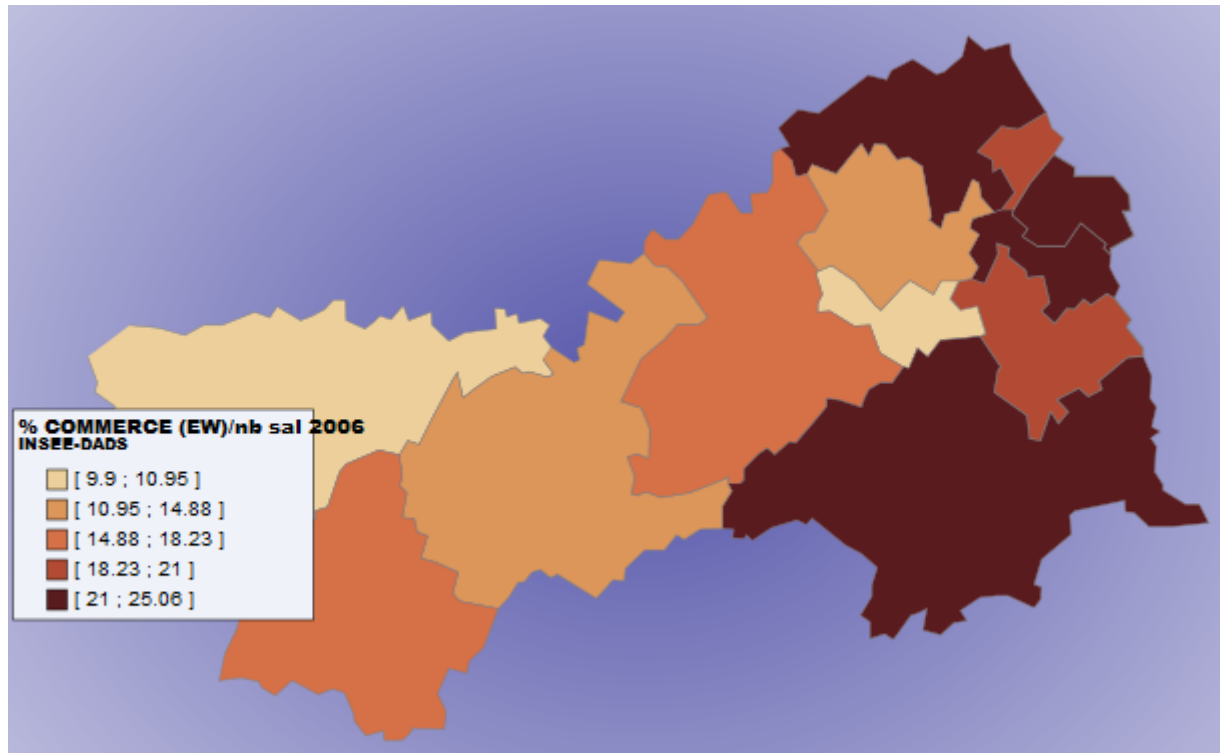 % COMMERCE (EW)/nb sal 2006
INSEE-DADS
[ 9.9 ; 10.95 ]
[ 10.95 ; 14.88 ]
[ 14.88 ; 18.23 ]
[ 18.23 ; 21 ]
[ 21 ; 25.06 ]